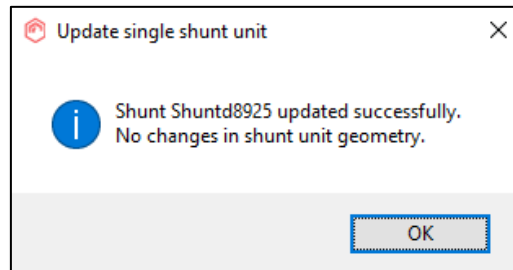 Update single shunt unit
Shunt Shuntd8925 updated successfully.
No changes in shunt unit geometry.
OK